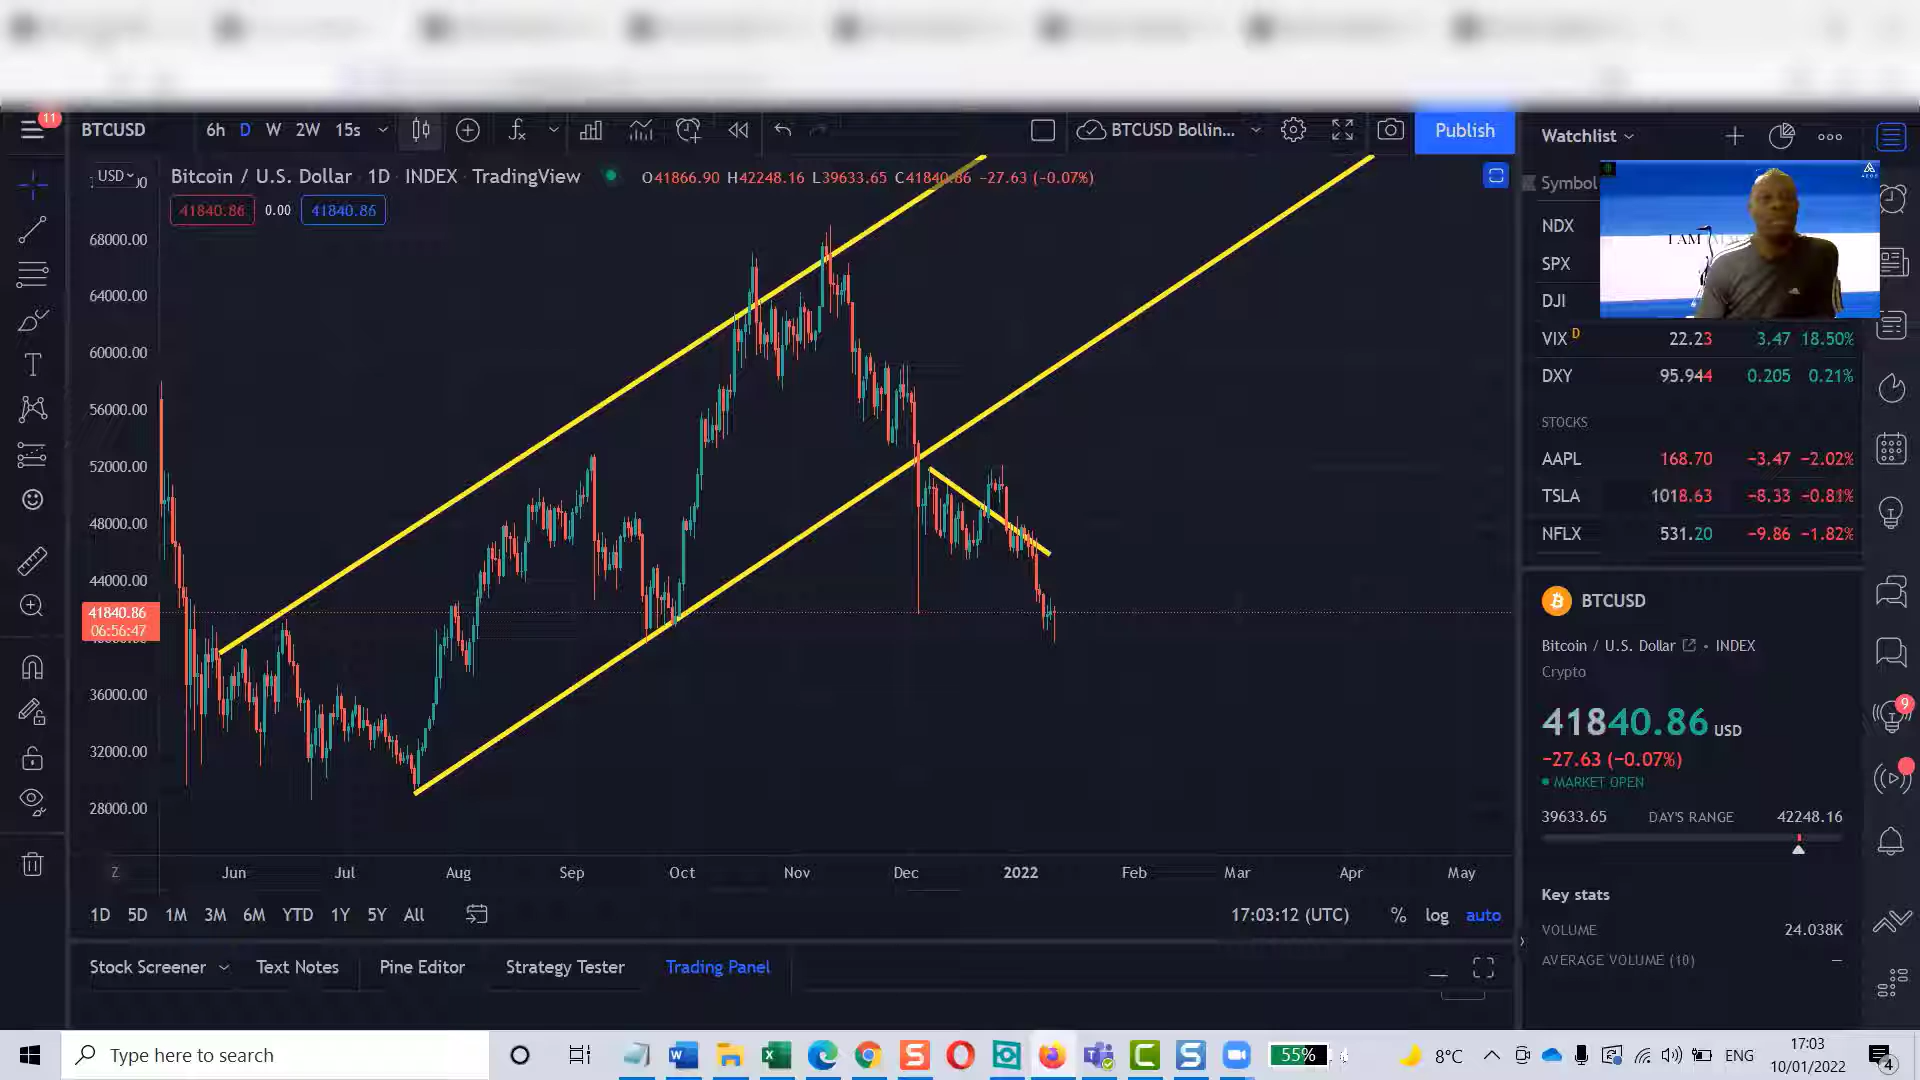 11
BTCUSD
6h D W 2W 15s
BTCUSD Bollin...
Publish
Watchlist
USD
Bitcoin / U.S. Dollar 1D INDEX TradingView
O41866.90 H42248.16 L39633.65 C41840.86 −27.63 (−0.07%)
41840.86 0.00 41840.86
Symbol
I AM
NDX
SPX
DJI
VIX D 22.23 3.47 18.50%
DXY 95.944 0.205 0.21%
STOCKS
AAPL 168.70 −3.47 −2.02%
TSLA 1018.63 −8.33 −0.81%
NFLX 531.20 −9.86 −1.82%
68000.00
64000.00
60000.00
56000.00
52000.00
48000.00
44000.00
41840.86
06:56:47
36000.00
32000.00
28000.00
BTCUSD
Bitcoin / U.S. Dollar • INDEX
Crypto
41840.86 USD
−27.63 (−0.07%)
MARKET OPEN
39633.65 DAY'S RANGE 42248.16
9
Key stats
VOLUME 24.038K
AVERAGE VOLUME (10) —
Z Jun Jul Aug Sep Oct Nov Dec 2022 Feb Mar Apr May
1D 5D 1M 3M 6M YTD 1Y 5Y All
17:03:12 (UTC) % log auto
Stock Screener Text Notes Pine Editor Strategy Tester Trading Panel
Type here to search
55%
8°C
ENG
17:03
10/01/2022
4